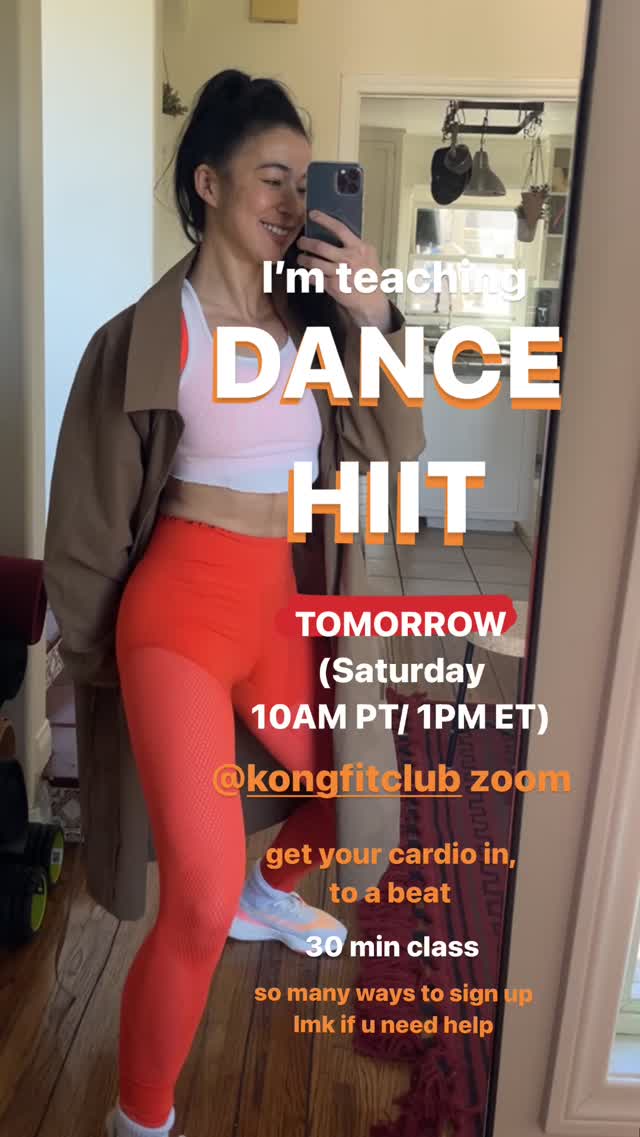 I'm teaching
DANCE
HIIT
TOMORROW
(Saturday
10AM PT/ 1PM ET)
@kongfitclub zoom
get your cardio in,
to a beat
30 min class
so many ways to sign up
lmk if u need help